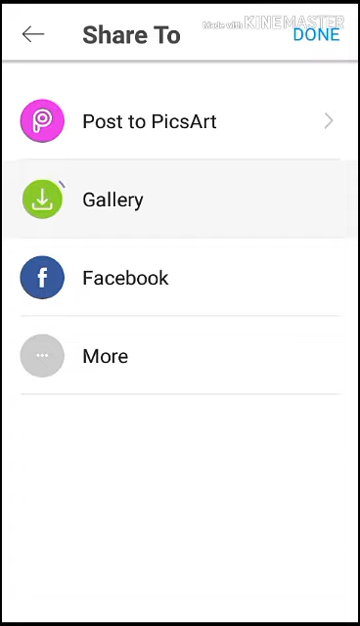 Share To
Made with KINEMASTER
DONE
Post to PicsArt
Gallery
Facebook
More